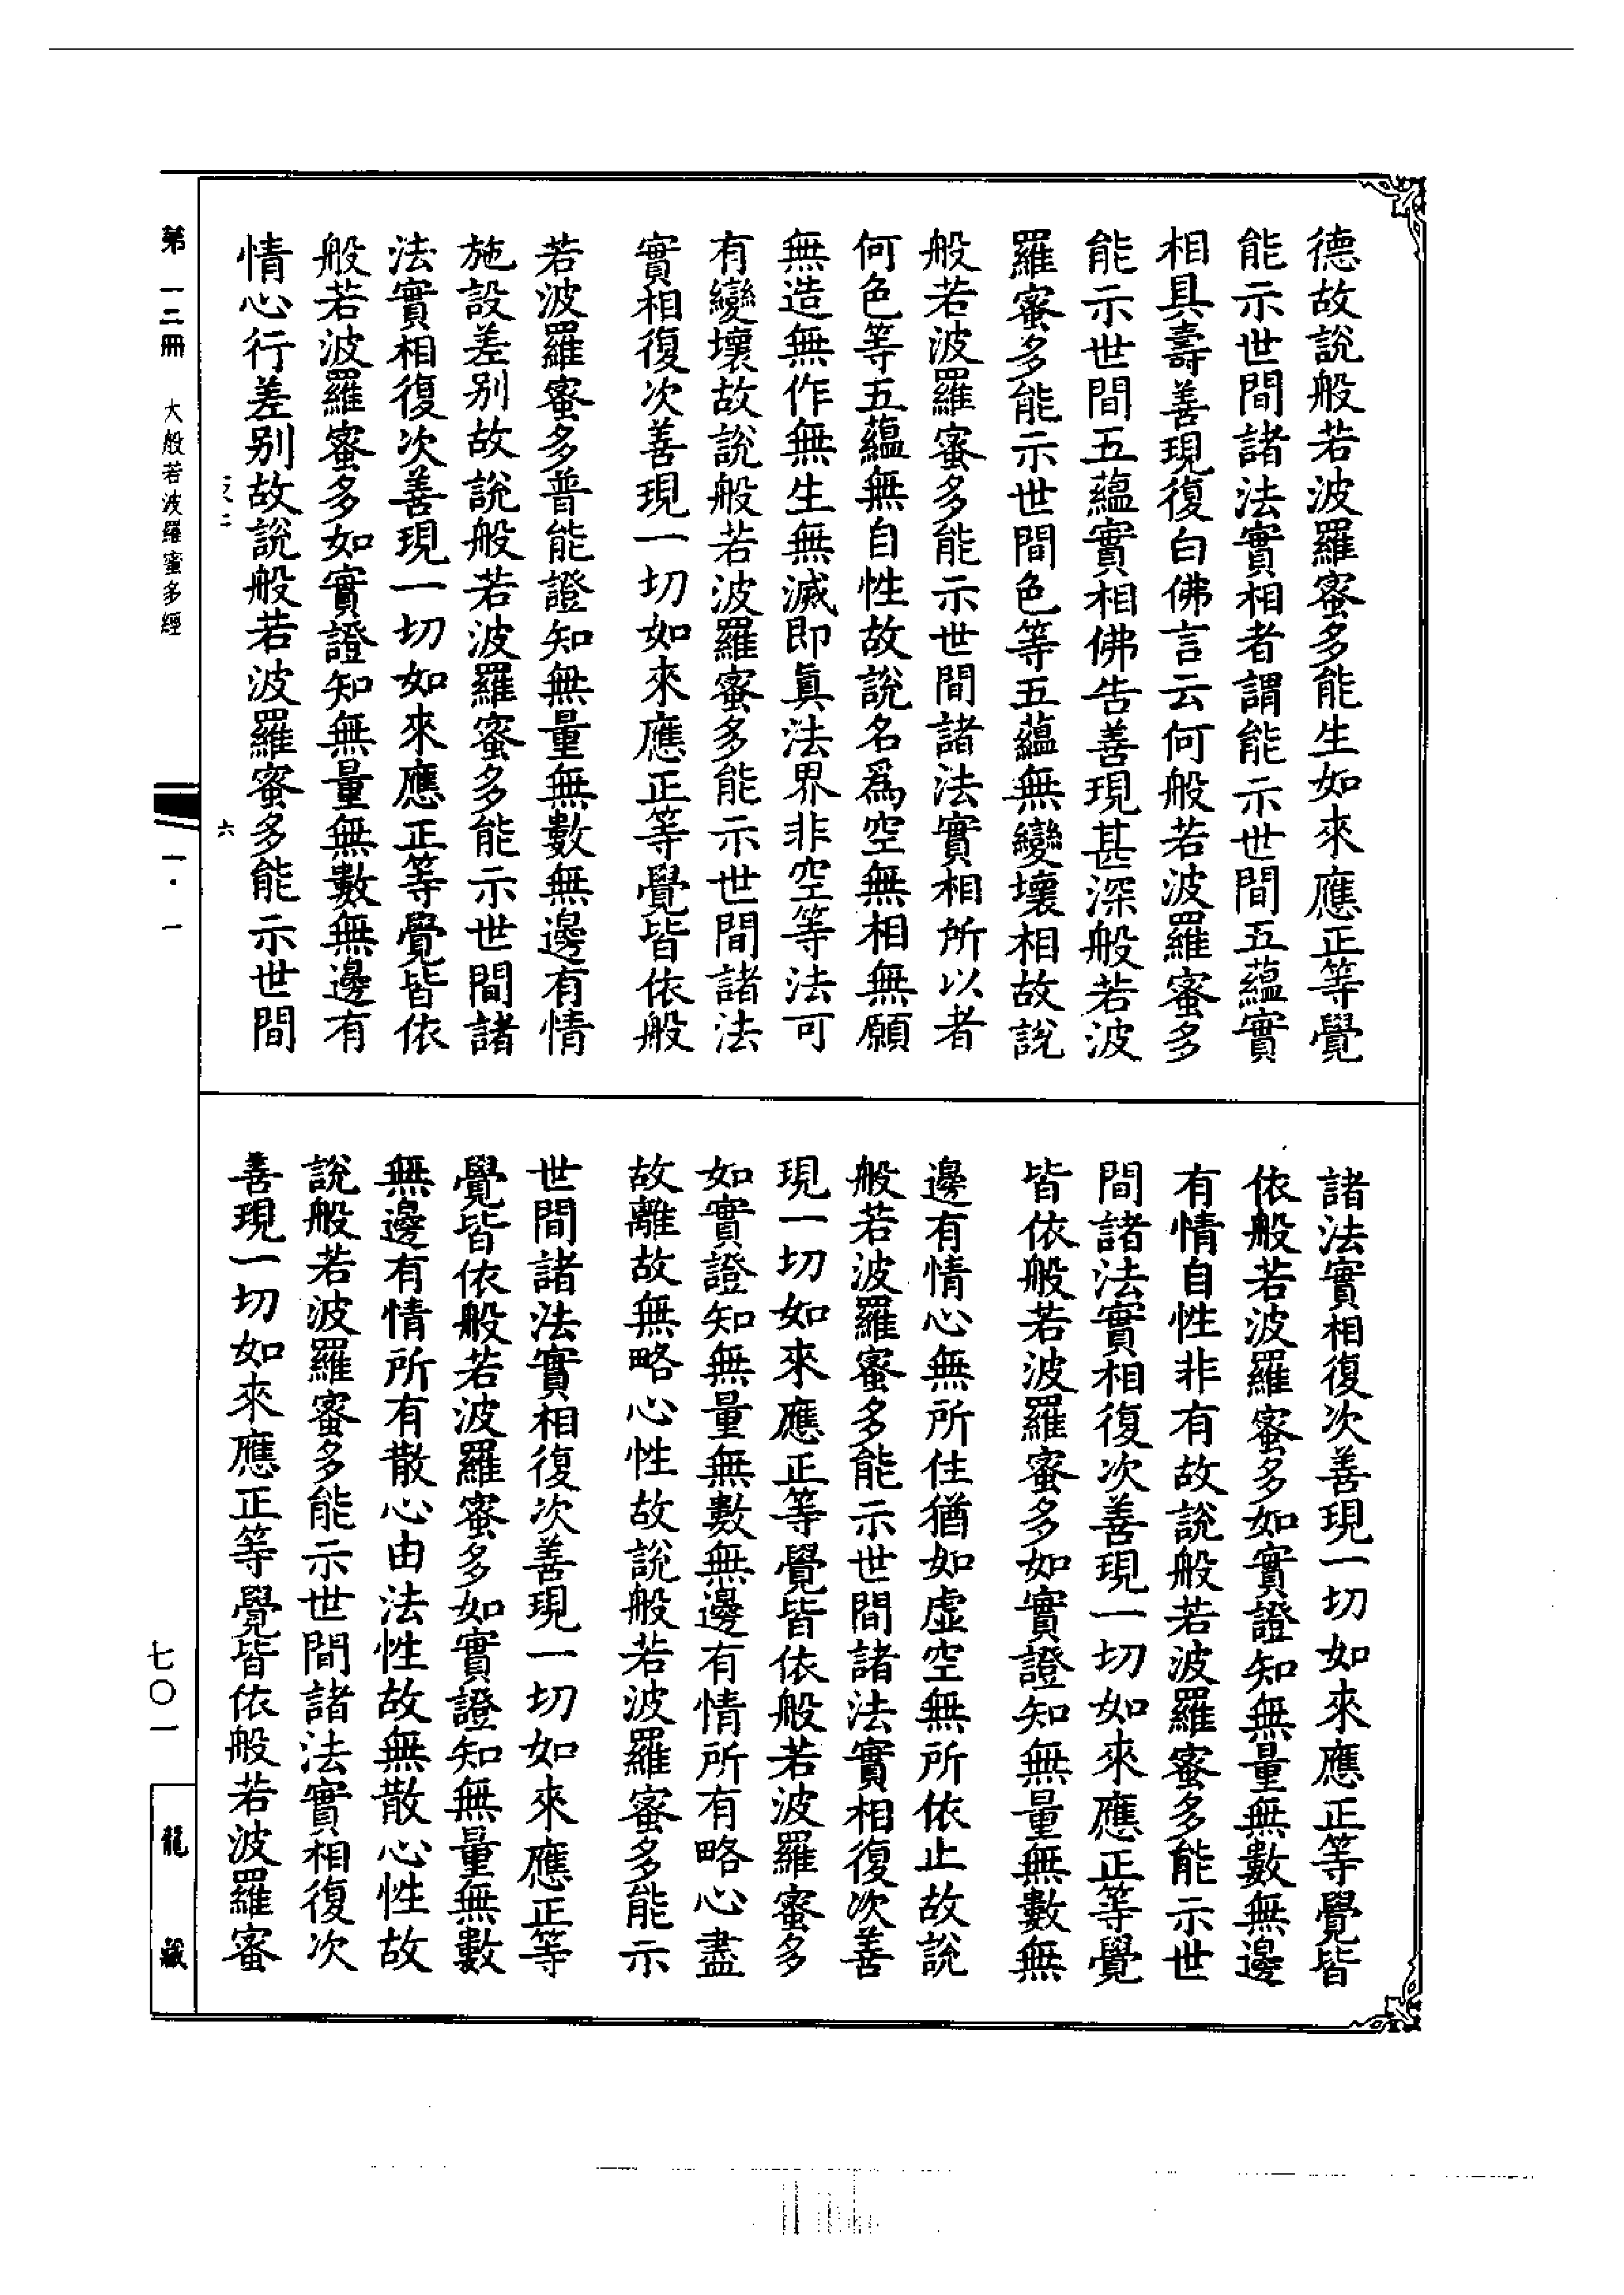 德故說般若波羅蜜多能生如來應正等覺
能示世間諸法實相者謂能示世間五蘊實
相具壽善現復白佛言云何般若波羅蜜多
能示世間五蘊實相佛告善現甚深般若波
羅蜜多能示世間色等五蘊無變壞相故說
般若波羅蜜多能示世間諸法實相所以者
何色等五蘊無自性故說名爲空無相無願
無造無作無生無滅即眞法界非空等法可
有變壞故說般若波羅蜜多能示世間諸法
實相復次善現一切如來應正等覺皆依般
若波羅蜜多普能證知無量無數無邊有情
施設差别故說般若波羅蜜多能示世間諸
法實相復次善現一切如來應正等覺皆依
般若波羅蜜多如實證知無量無數無邊有
情心行差别故說般若波羅蜜多能示世間
諸法實相復次善現一切如來應正等覺皆
依般若波羅蜜多如實證知無量無數無邊
有情自性非有故說般若波羅蜜多能示世
間諸法實相復次善現一切如來應正等覺
皆依般若波羅蜜多如實證知無量無數無
邊有情心無所住猶如虛空無所依止故說
般若波羅蜜多能示世間諸法實相復次善
現一切如來應正等覺皆依般若波羅蜜多
如實證知無量無數無邊有情所有略心盡
故離故無略心性故說般若波羅蜜多能示
世間諸法實相復次善現一切如來應正等
覺皆依般若波羅蜜多如實證知無量無數
無邊有情所有散心由法性故無散心性故
說般若波羅蜜多能示世間諸法實相復次
善現一切如來應正等覺皆依般若波羅蜜
六
第一二冊 大般若波羅蜜多經 一·一
七〇一
龍藏